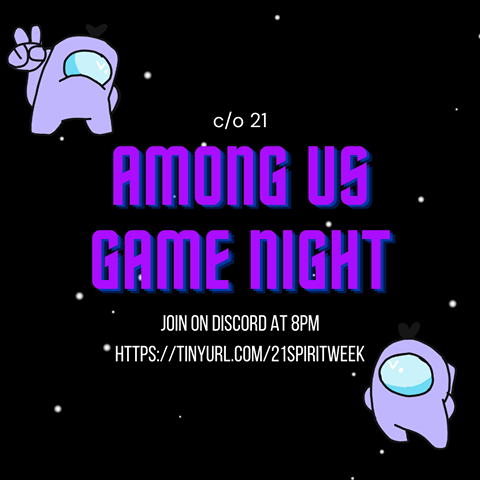 c/o 21
AMONG US
GAME NIGHT
JOIN ON DISCORD AT 8PM
HTTPS://TINYURL.COM/21SPIRITWEEK